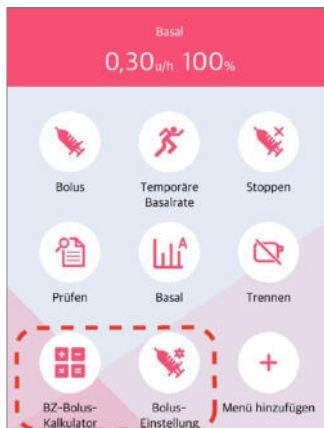 Basal
0,30u/h 100%
Bolus
Temporäre
Basalrate
Stoppen
Prüfen
Basal
Trennen
BZ-Bolus-
Kalkulator
Bolus-
Einstellung
Menü hinzufügen